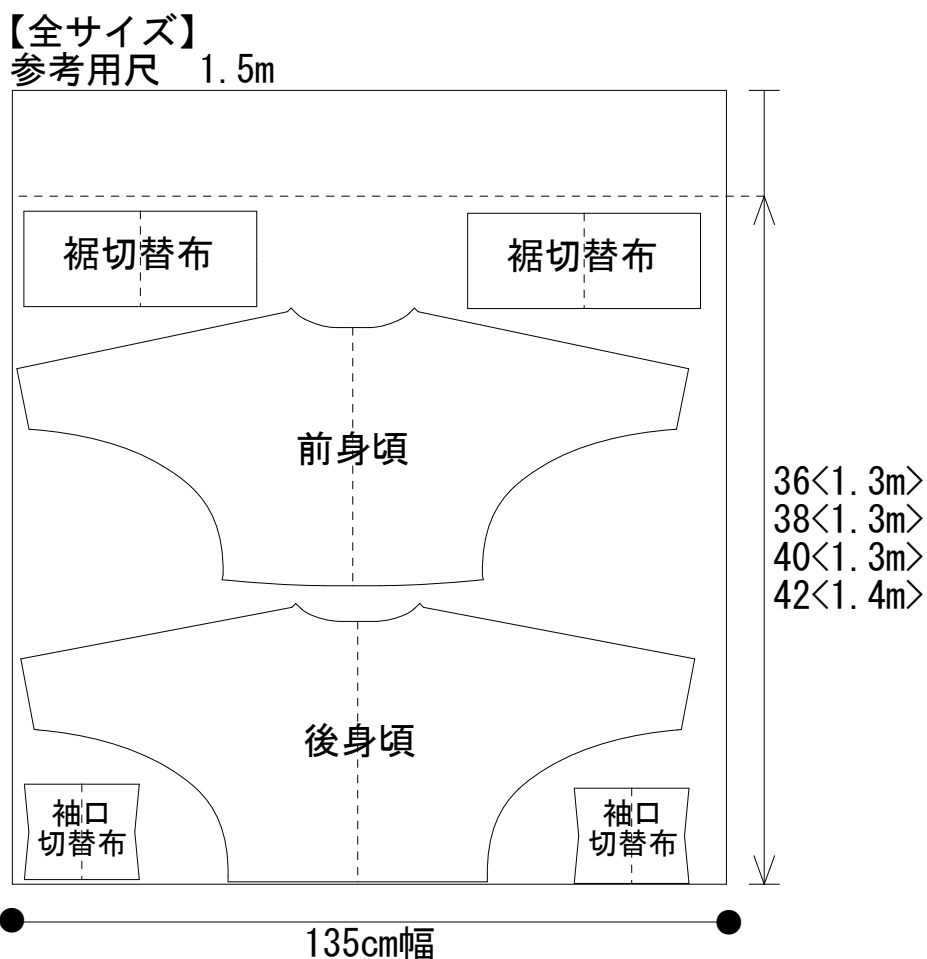 【全サイズ】
参考用尺　1.5m
裾切替布
裾切替布
前身頃
36<1.3m>
38<1.3m>
40<1.3m>
42<1.4m>
後身頃
袖口
切替布
袖口
切替布
135cm幅